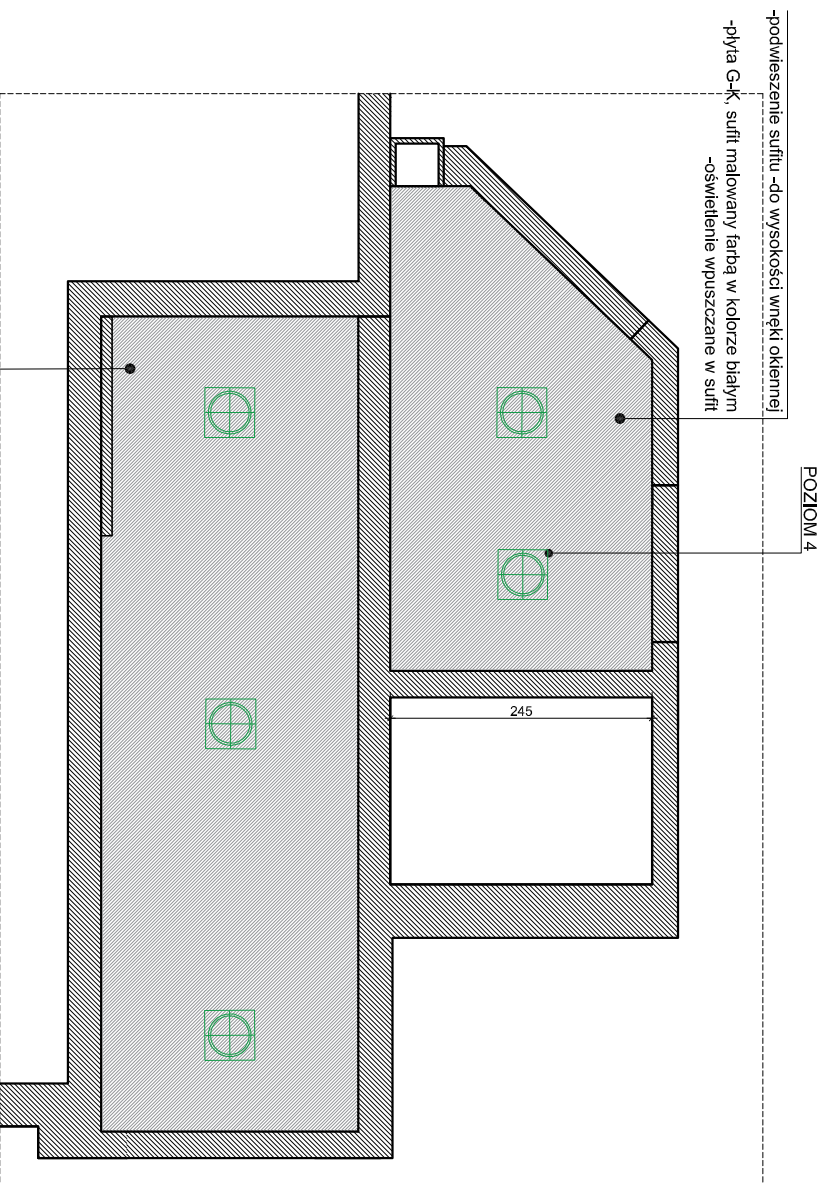 -podwieszenie sufitu -do wysokości wnęki okiennej
-płyta G-K, sufit malowany farbą w kolorze białym
-oświetlenie wpuszczane w sufit
POZIOM 4
245